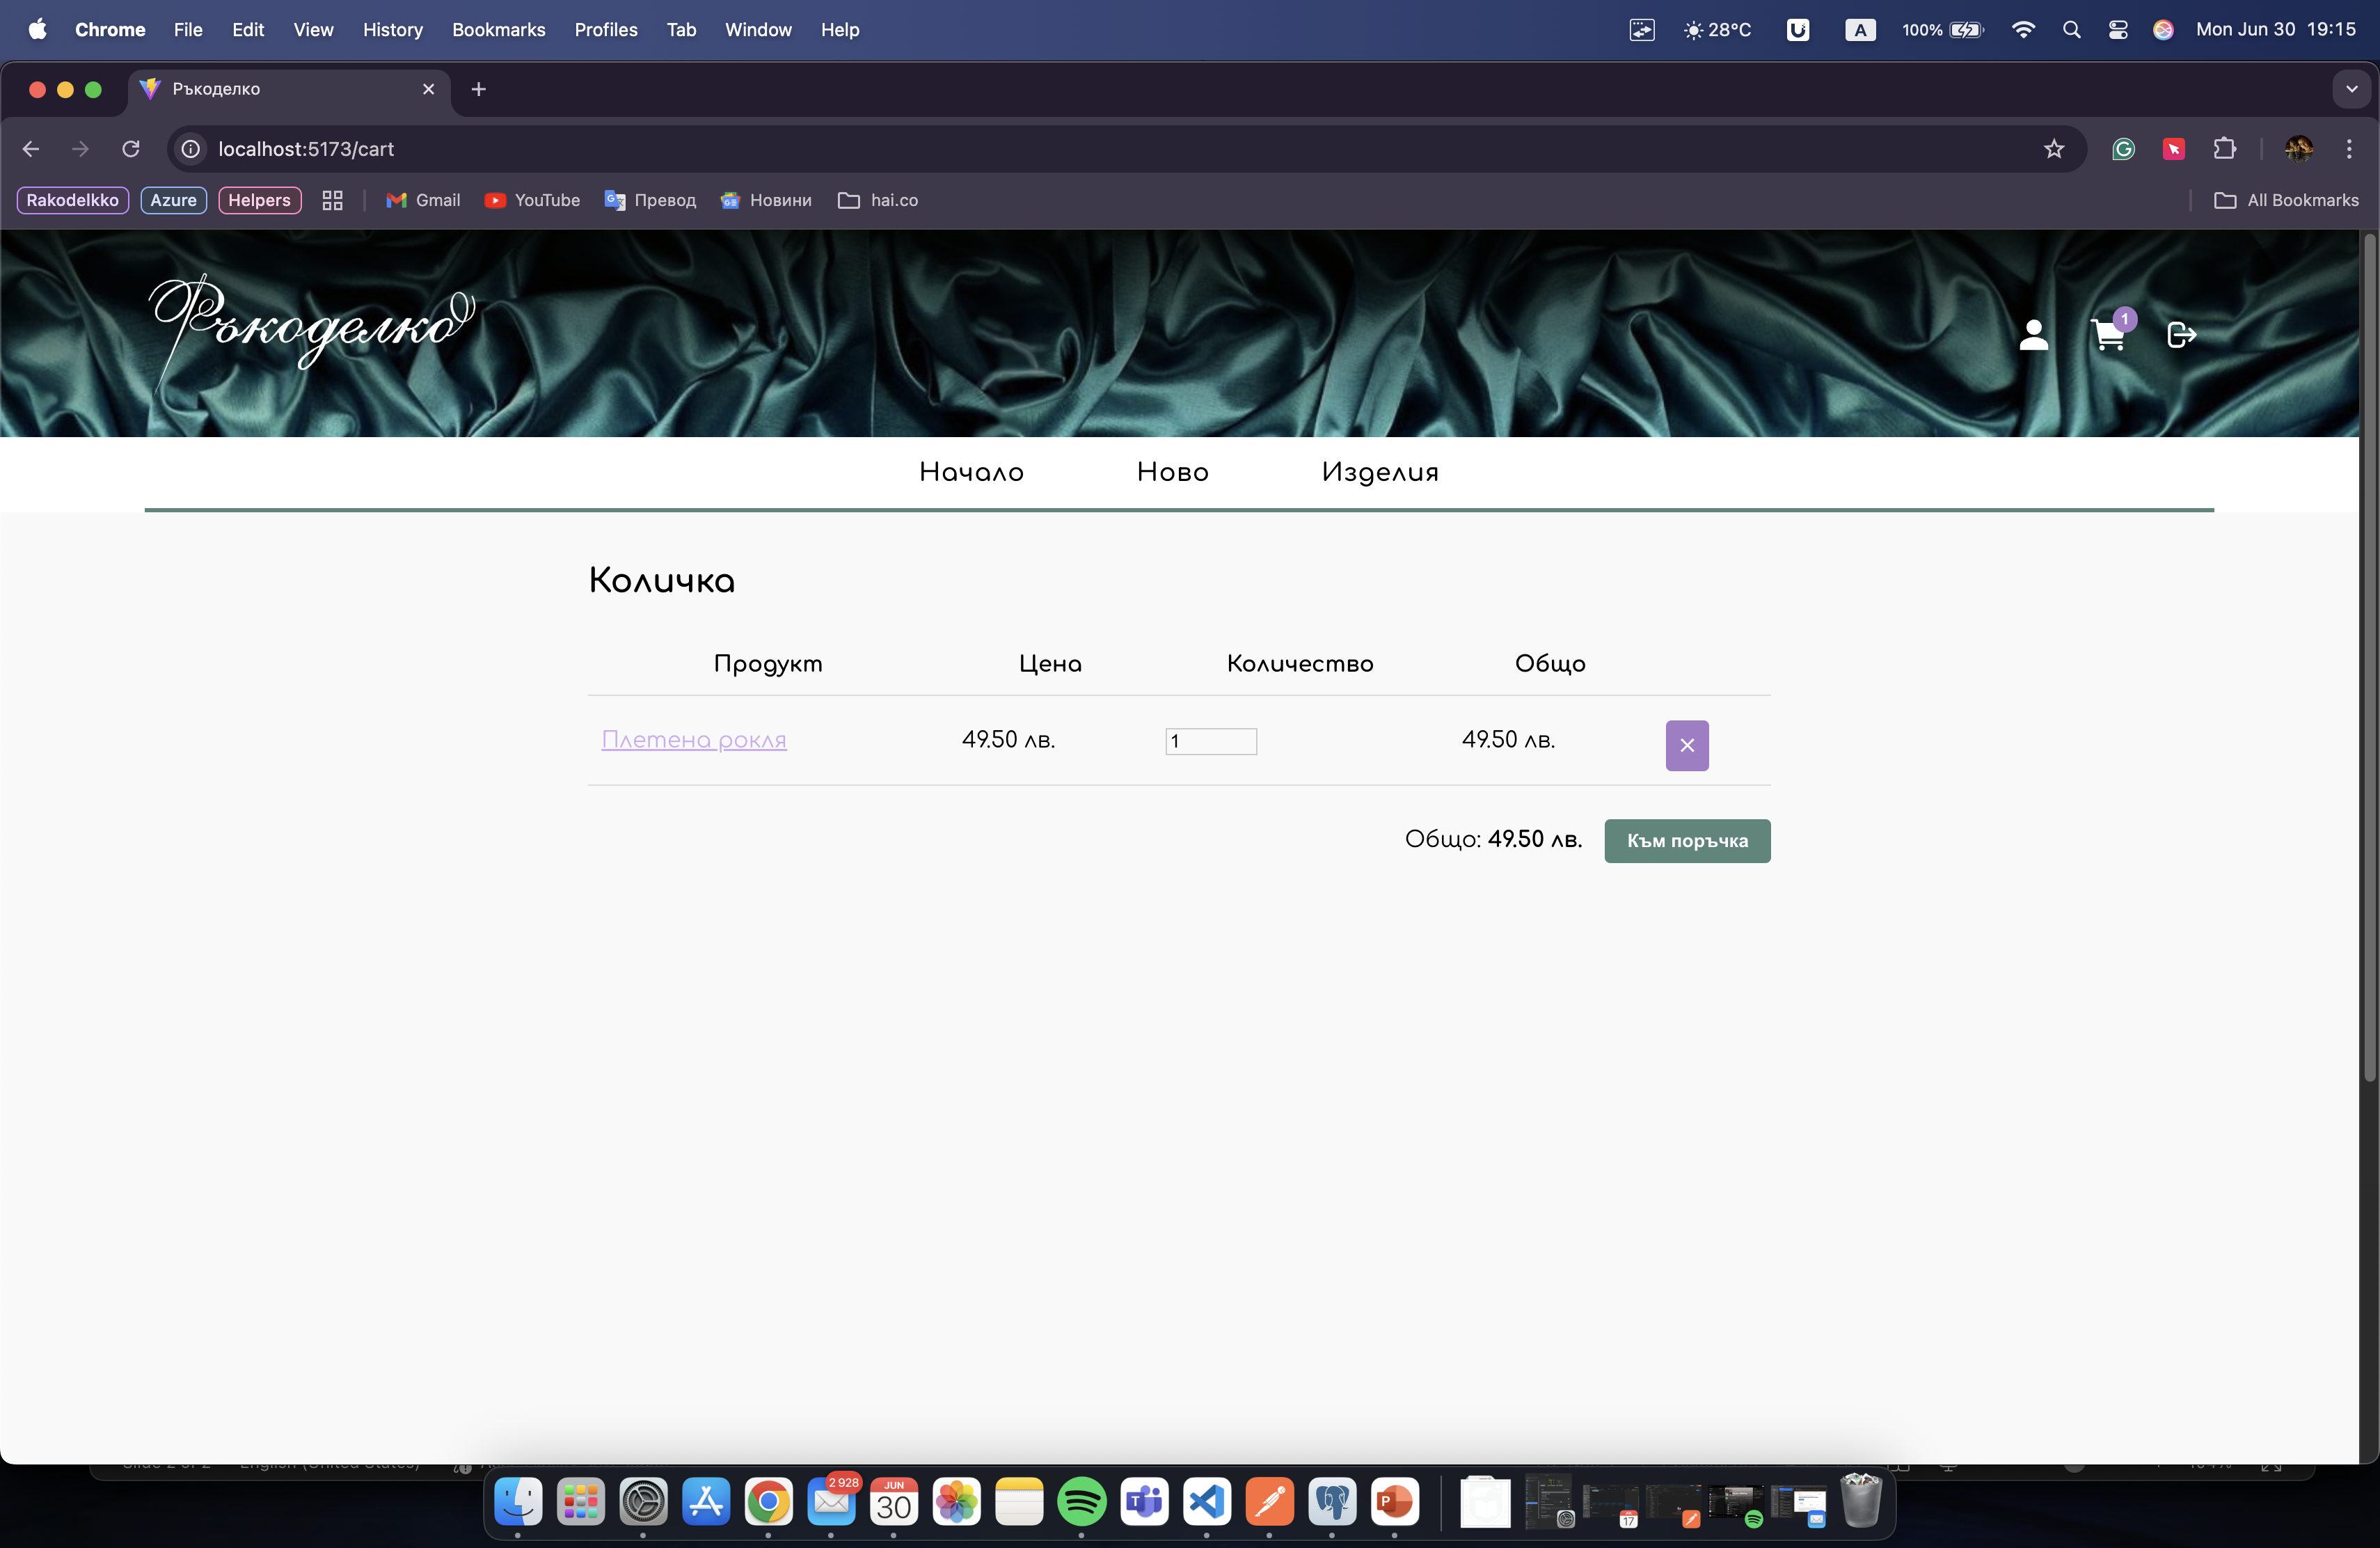 Chrome File Edit View History Bookmarks Profiles Tab Window Help 28°C A 100% Mon Jun 30 19:15
Ръкоделко
localhost:5173/cart
Rakodelkko Azure Helpers Gmail YouTube Превод Новини hai.co All Bookmarks
Ръкоделко
1
Начало Ново Изделия
Количка
Продукт Цена Количество Общо
Плетена рокля 49.50 лв. 1 49.50 лв.
Общо: 49.50 лв. Към поръчка
2 928
JUN
30
17